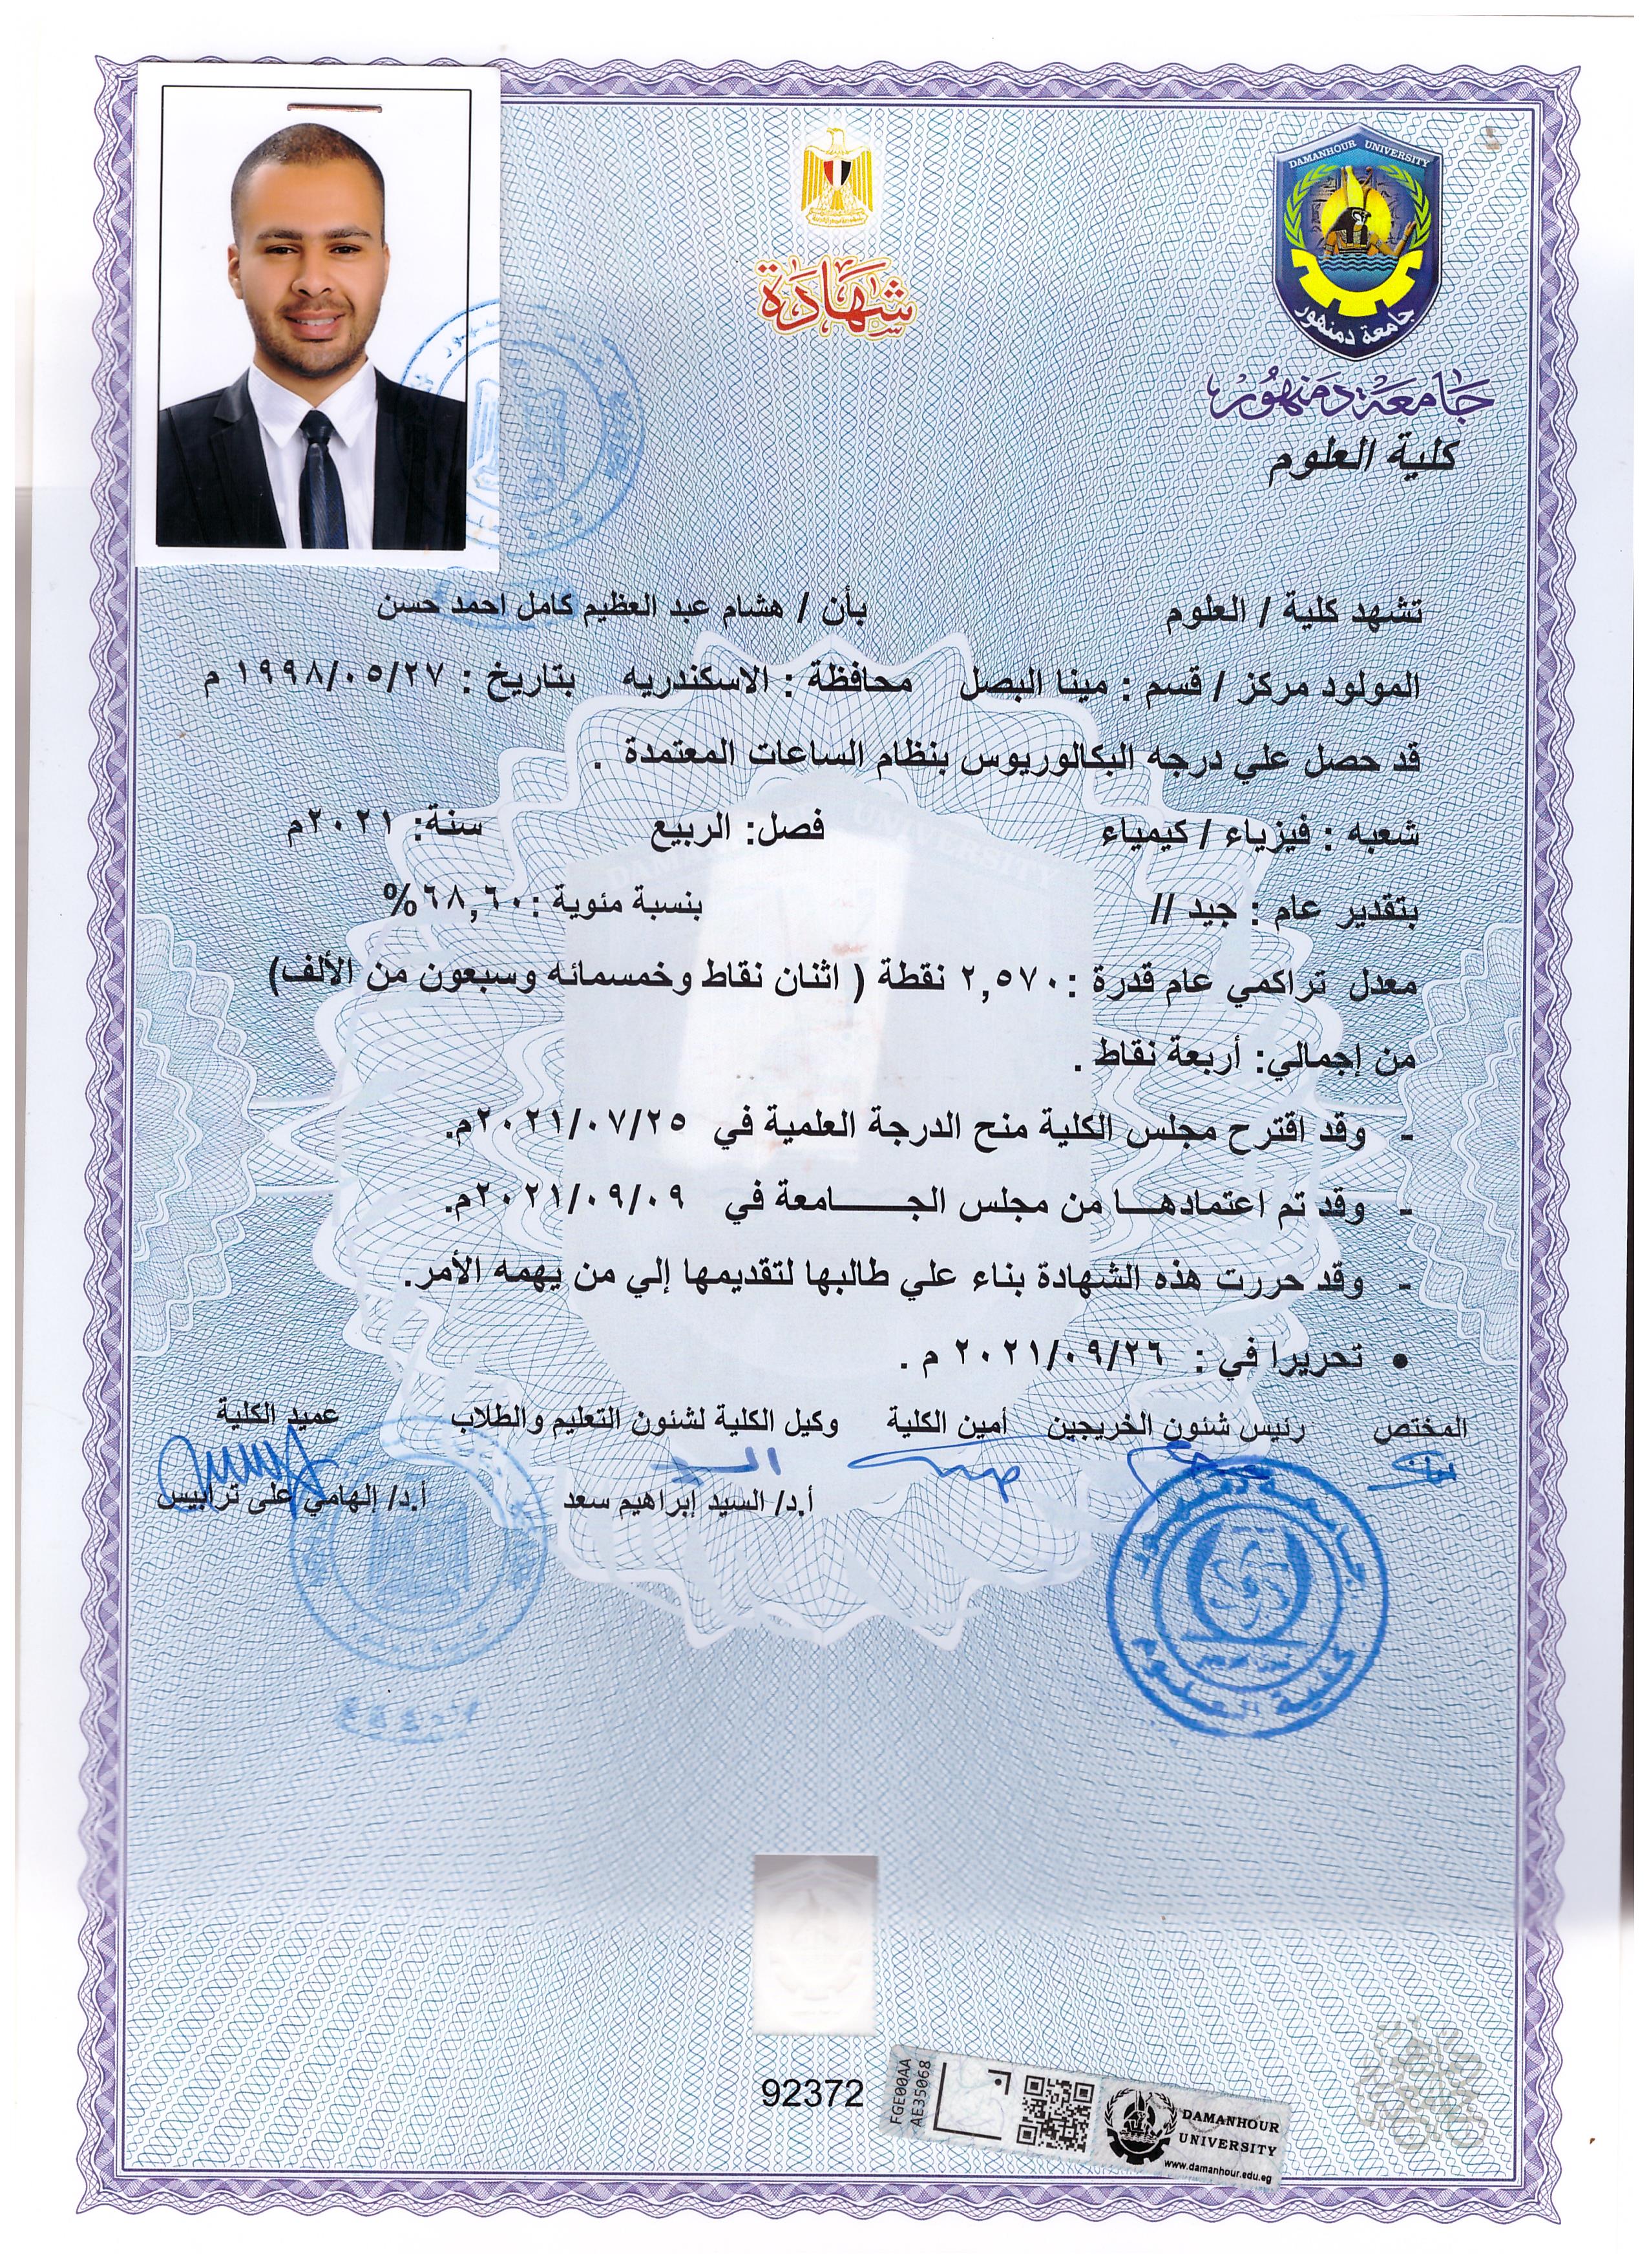 DAMANHOUR UNIVERSITY
جامعة دمنهور
شهادة
جامعة دمنهور
كلية العلوم
تشهد كلية / العلوم بأن / هشام عبد العظيم كامل احمد حسن
المولود مركز / قسم : مينا البصل محافظة : الاسكندريه بتاريخ : ١٩٩٨/٠٥/٢٧ م
قد حصل علي درجه البكالوريوس بنظام الساعات المعتمدة .
شعبه : فيزياء / كيمياء فصل: الربيع سنة: ٢٠٢١م
بتقدير عام : جيد // بنسبة مئوية :٦٨,٦٠%
معدل تراكمي عام قدرة :٢,٥٧٠ نقطة ( اثنان نقاط وخمسمائه وسبعون من الألف)
من إجمالي: أربعة نقاط .
- وقد اقترح مجلس الكلية منح الدرجة العلمية في ٢٠٢١/٠٧/٢٥م.
- وقد تم اعتمادهـــا من مجلس الجـــــــامعة في ٢٠٢١/٠٩/٠٩م.
- وقد حررت هذه الشهادة بناء علي طالبها لتقديمها إلي من يهمه الأمر.
• تحريرا في : ٢٠٢١/٠٩/٢٦ م .
المختص رئيس شئون الخريجين أمين الكلية وكيل الكلية لشئون التعليم والطلاب عميد الكلية
أ.د/ السيد إبراهيم سعد أ.د/ إلهامي على ترابيس
92372
FGE00AA
AE35068
DAMANHOUR
UNIVERSITY
www.damanhour.edu.eg